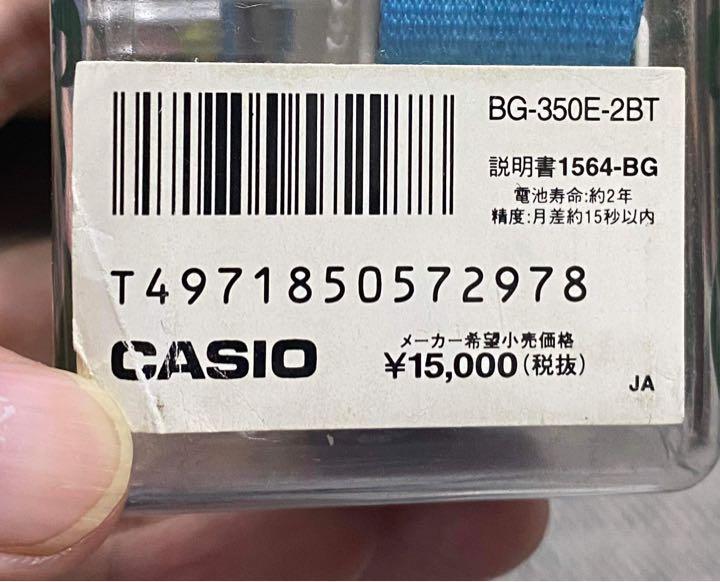 BG-350E-2BT
説明書1564-BG
電池寿命:約2年
精度:月差約15秒以内
T4971850572978
CASIO
メーカー希望小売価格
¥15,000(税抜)
JA